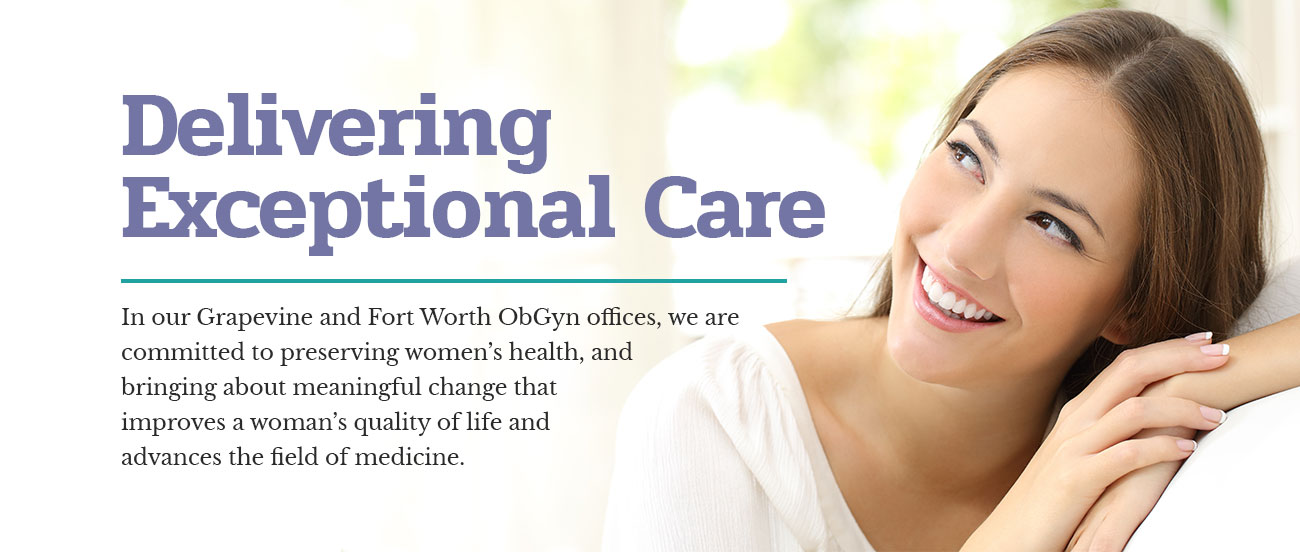 Delivering
Exceptional Care
In our Grapevine and Fort Worth ObGyn offices, we are
committed to preserving women’s health, and
bringing about meaningful change that
improves a woman’s quality of life and
advances the field of medicine.